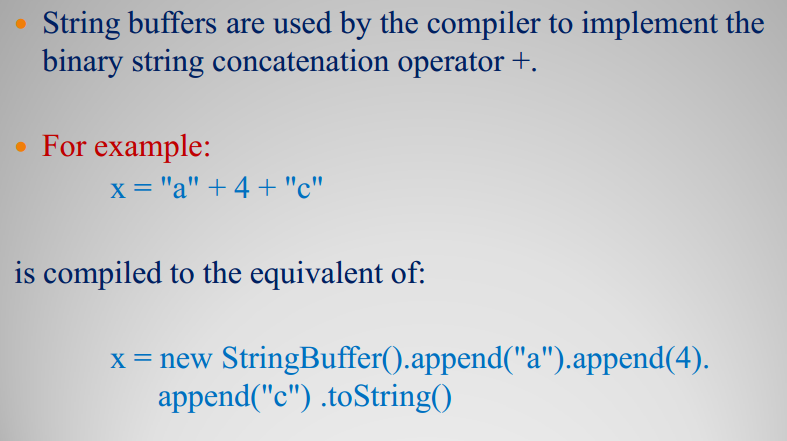 • String buffers are used by the compiler to implement the
binary string concatenation operator +.
• For example:
x = "a" + 4 + "c"
is compiled to the equivalent of:
x = new StringBuffer().append("a").append(4).
append("c") .toString()